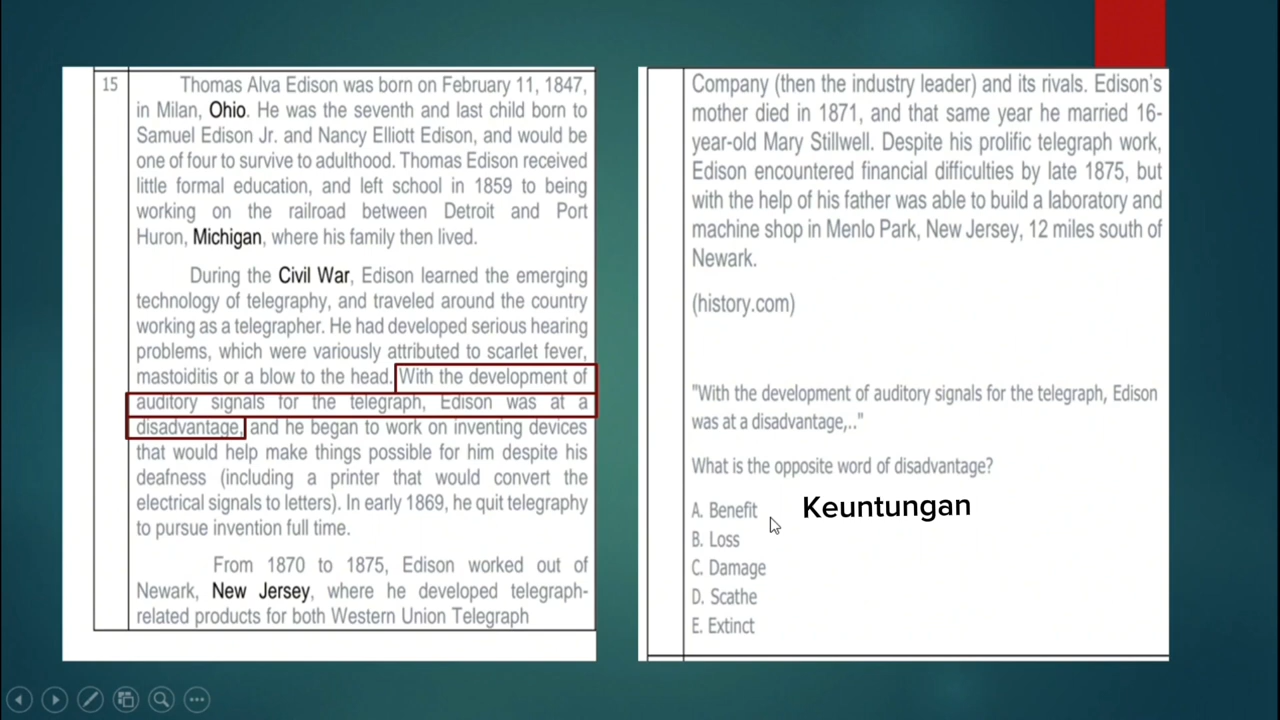 15
Thomas Alva Edison was born on February 11, 1847,
in Milan, Ohio. He was the seventh and last child born to
Samuel Edison Jr. and Nancy Elliott Edison, and would be
one of four to survive to adulthood. Thomas Edison received
little formal education, and left school in 1859 to being
working on the railroad between Detroit and Port
Huron, Michigan, where his family then lived.
During the Civil War, Edison learned the emerging
technology of telegraphy, and traveled around the country
working as a telegrapher. He had developed serious hearing
problems, which were variously attributed to scarlet fever,
mastoiditis or a blow to the head. With the development of
auditory signals for the telegraph, Edison was at a
disadvantage, and he began to work on inventing devices
that would help make things possible for him despite his
deafness (including a printer that would convert the
electrical signals to letters). In early 1869, he quit telegraphy
to pursue invention full time.
From 1870 to 1875, Edison worked out of
Newark, New Jersey, where he developed telegraph-
related products for both Western Union Telegraph
Company (then the industry leader) and its rivals. Edison's
mother died in 1871, and that same year he married 16-
year-old Mary Stillwell. Despite his prolific telegraph work,
Edison encountered financial difficulties by late 1875, but
with the help of his father was able to build a laboratory and
machine shop in Menlo Park, New Jersey, 12 miles south of
Newark.
(history.com)
"With the development of auditory signals for the telegraph, Edison
was at a disadvantage,.."
What is the opposite word of disadvantage?
A. Benefit Keuntungan
B. Loss
C. Damage
D. Scathe
E. Extinct